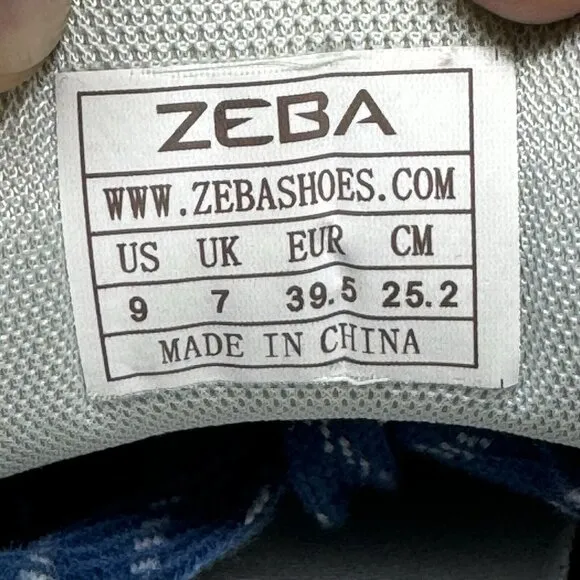 ZEBA
WWW.ZEBASHOES.COM
US UK EUR CM
9 7 39.5 25.2
MADE IN CHINA